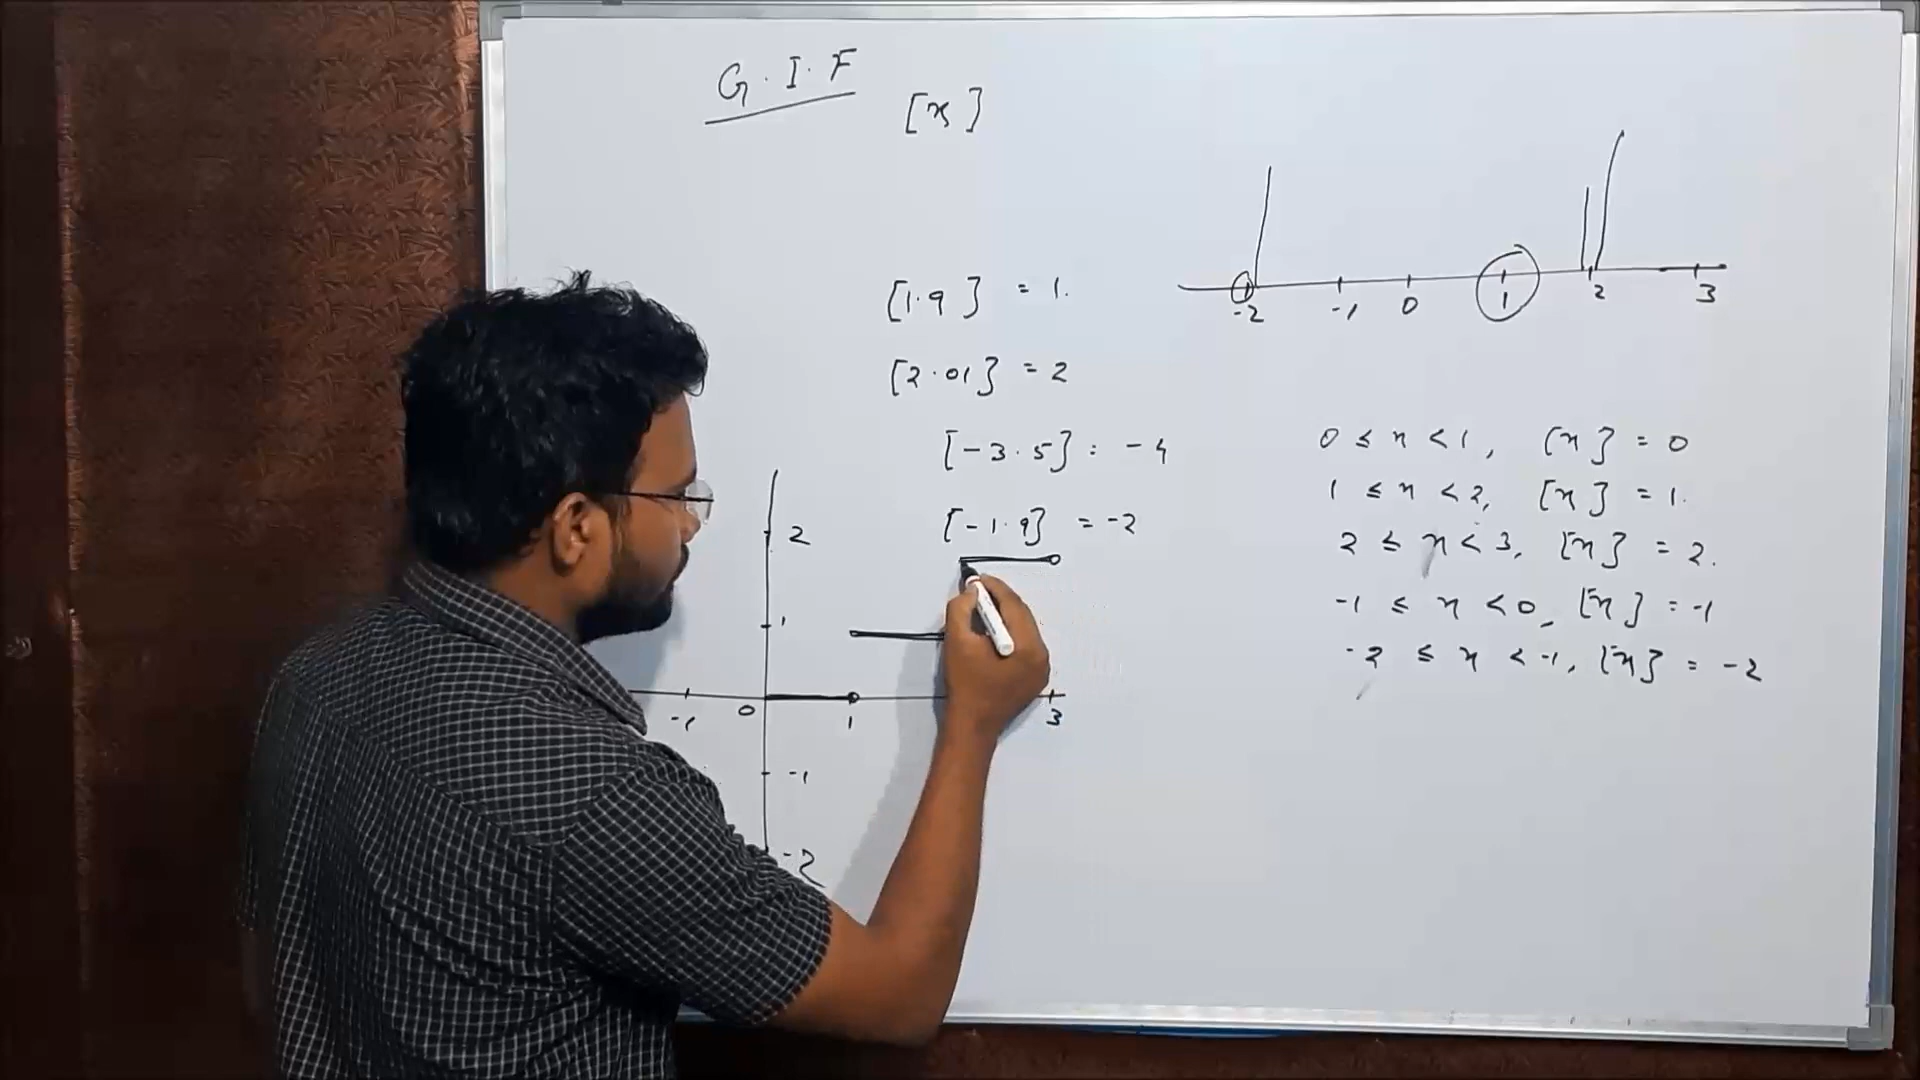 G.I.F
[x]
[1.9] = 1.
[2.01] = 2
[-3.5] = -4
[-1.9] = -2
-2 -1 0 1 2 3
0 ≤ x < 1, [x] = 0
1 ≤ x < 2, [x] = 1.
2 ≤ x < 3, [x] = 2.
-1 ≤ x < 0, [x] = -1
-2 ≤ x < -1, [x] = -2
2
1
-1 0 1 3
-1
-2